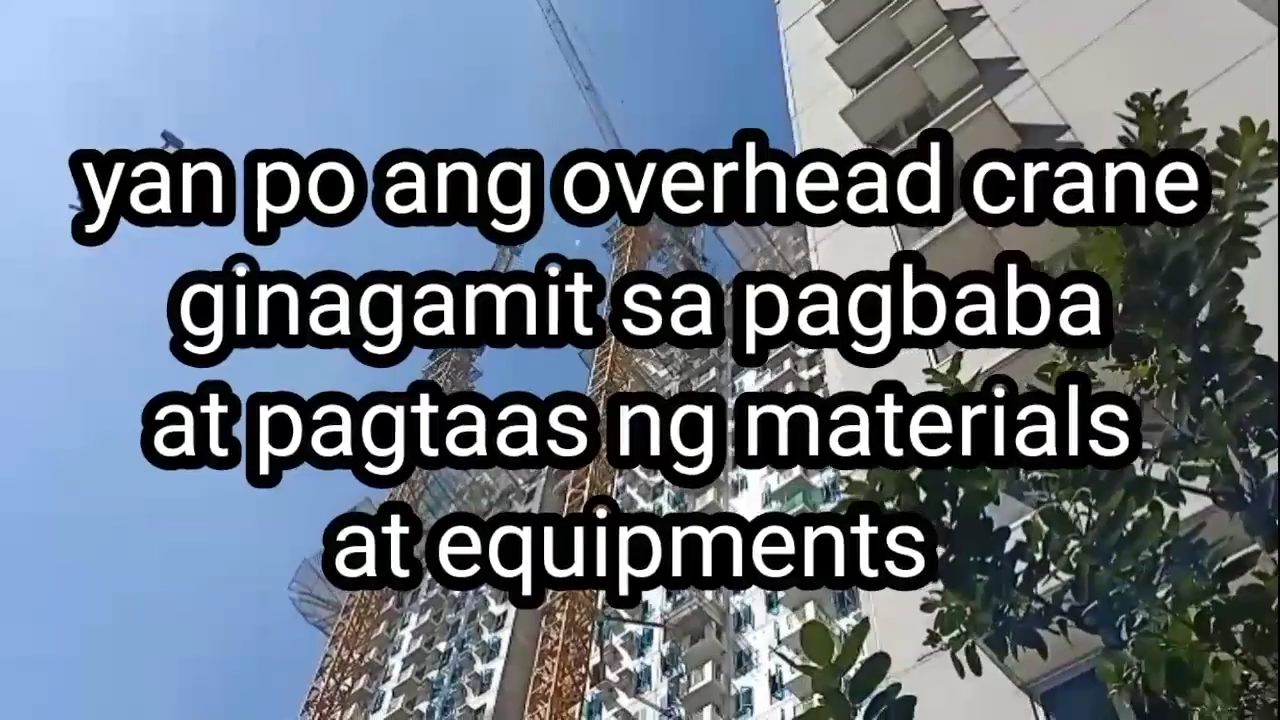 yan po ang overhead crane
ginagamit sa pagbaba
at pagtaas ng materials
at equipments